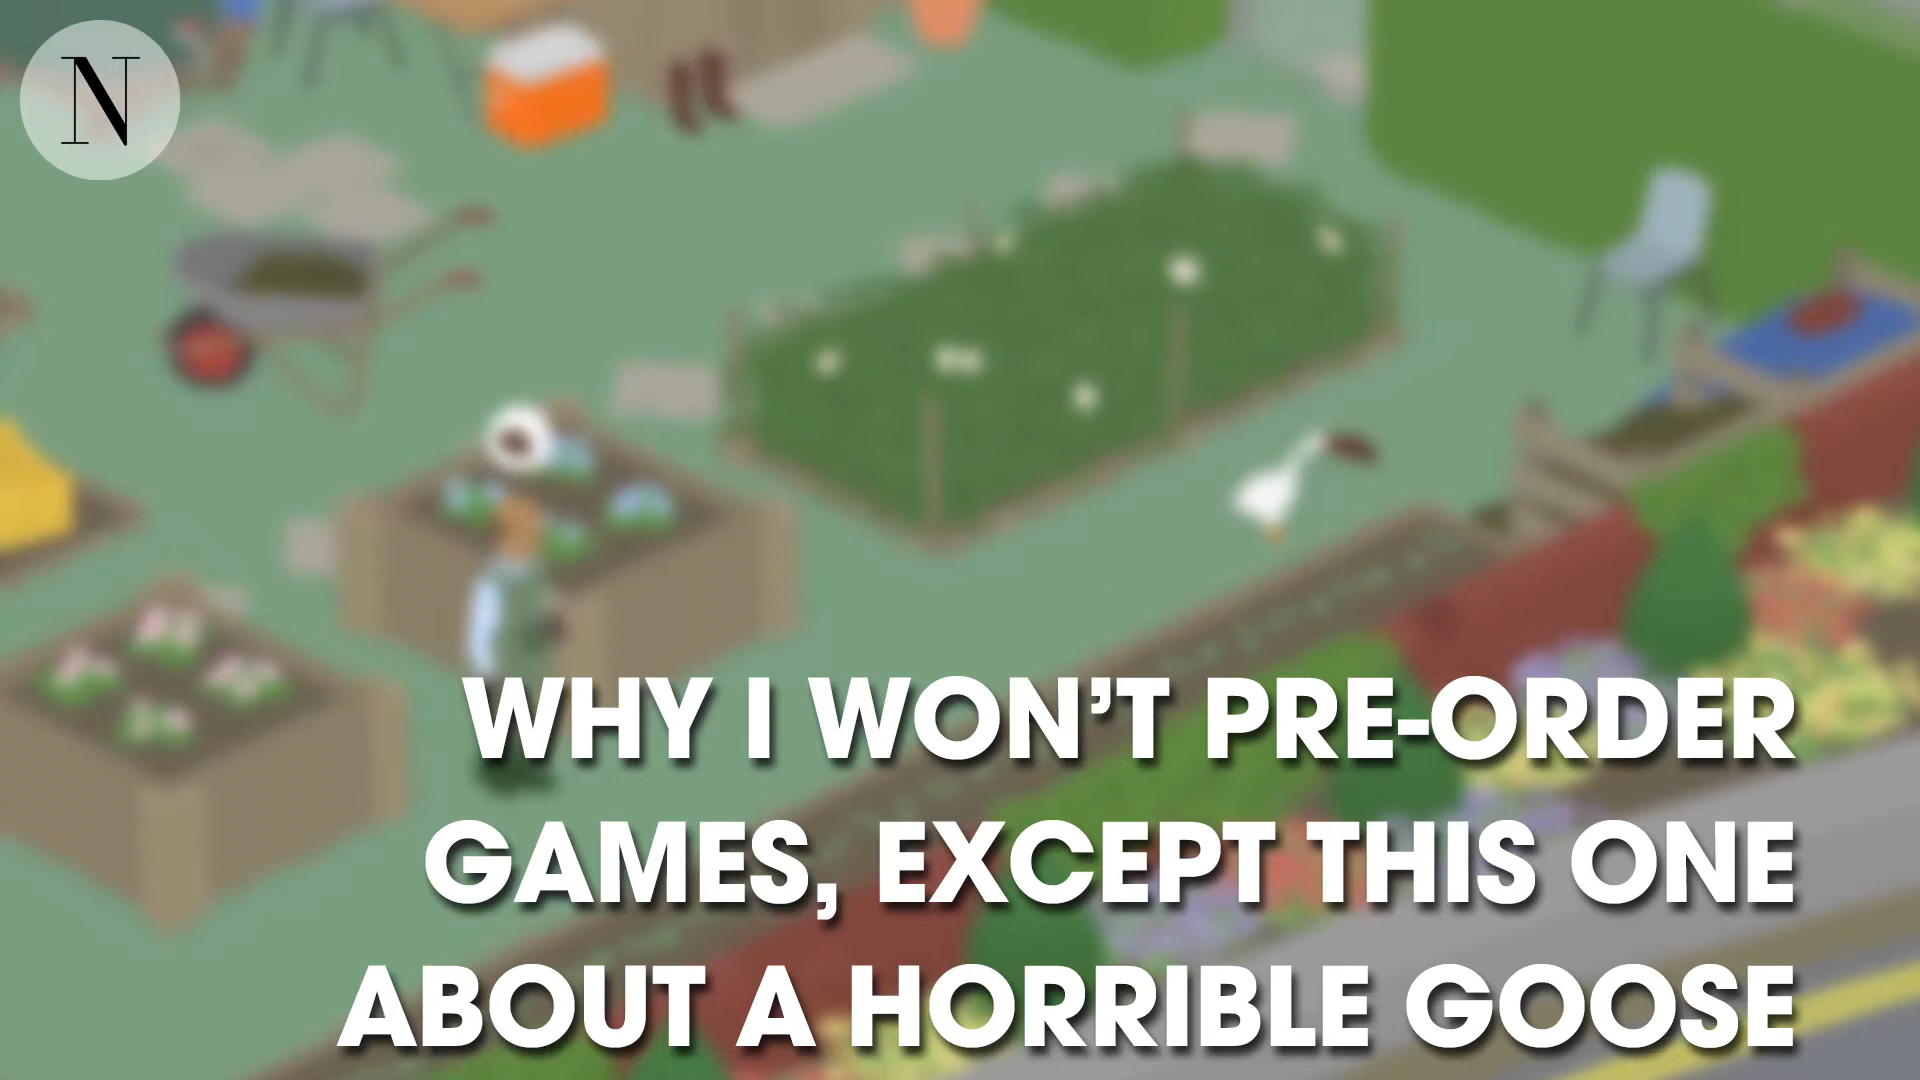 N
WHY I WON’T PRE-ORDER
GAMES, EXCEPT THIS ONE
ABOUT A HORRIBLE GOOSE